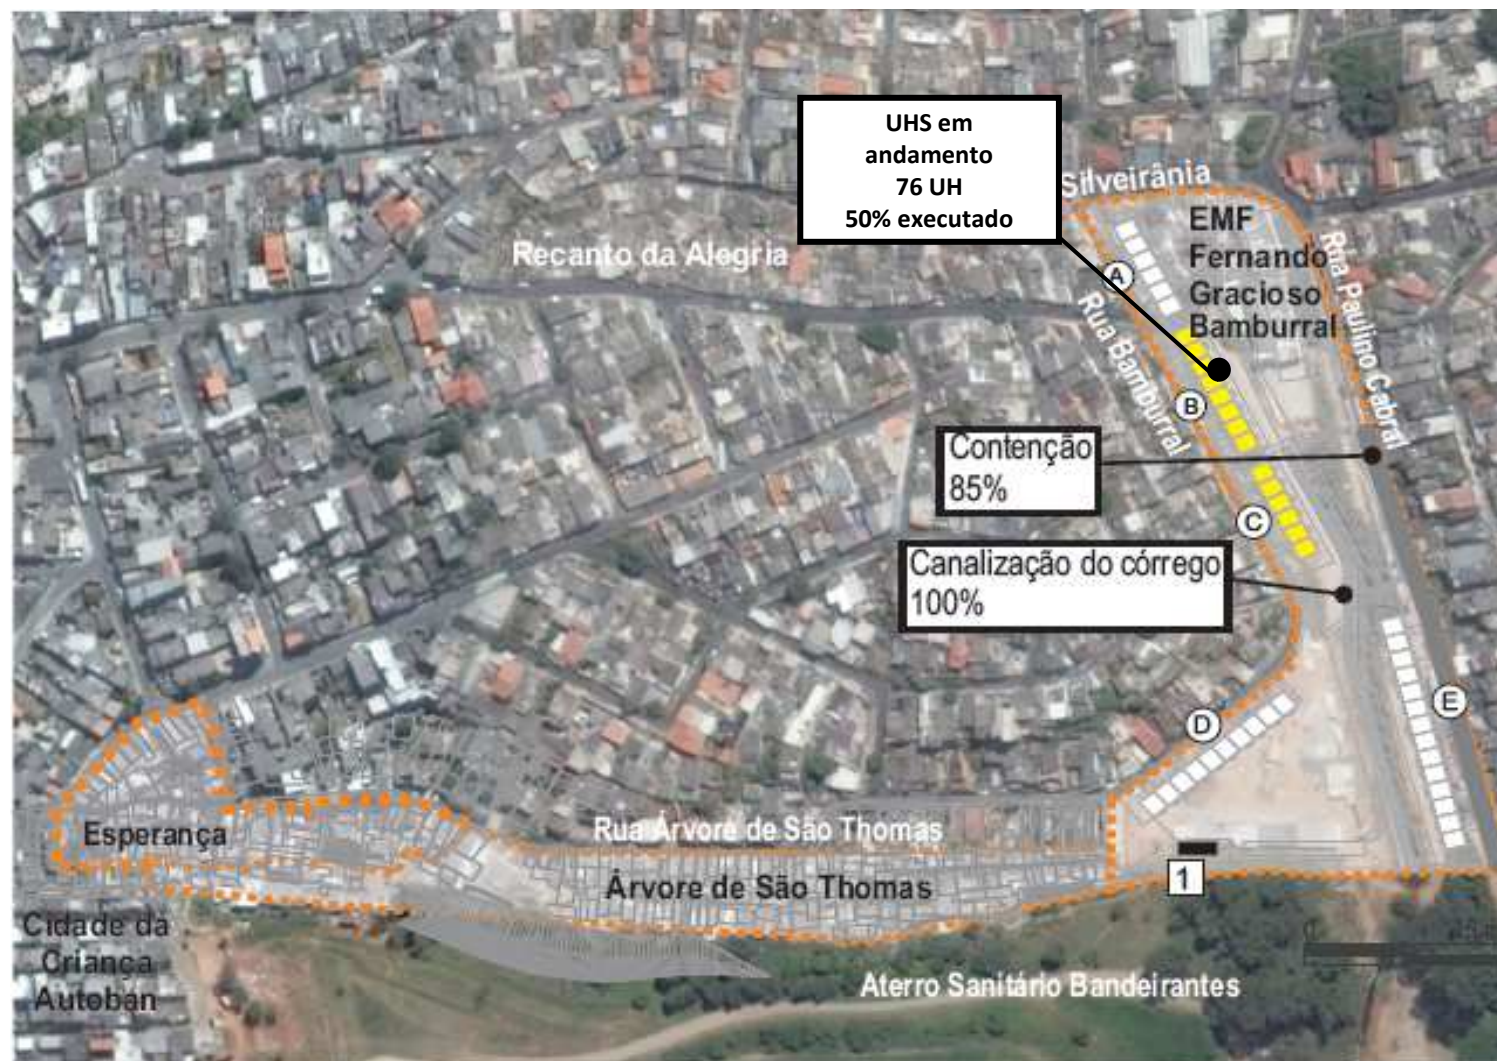 UHS em
andamento
76 UH
50% executado
Silveirânia
EMF
Fernando
Gracioso
Bamburral
Rua Paulino Cabral
Recanto da Alegria
A
Rua Bamburral
B
Contenção
85%
C
Canalização do córrego
100%
E
D
Esperança
Rua Árvore de São Thomas
Árvore de São Thomas
1
Cidade da
Criança
Autoban
Aterro Sanitário Bandeirantes
0